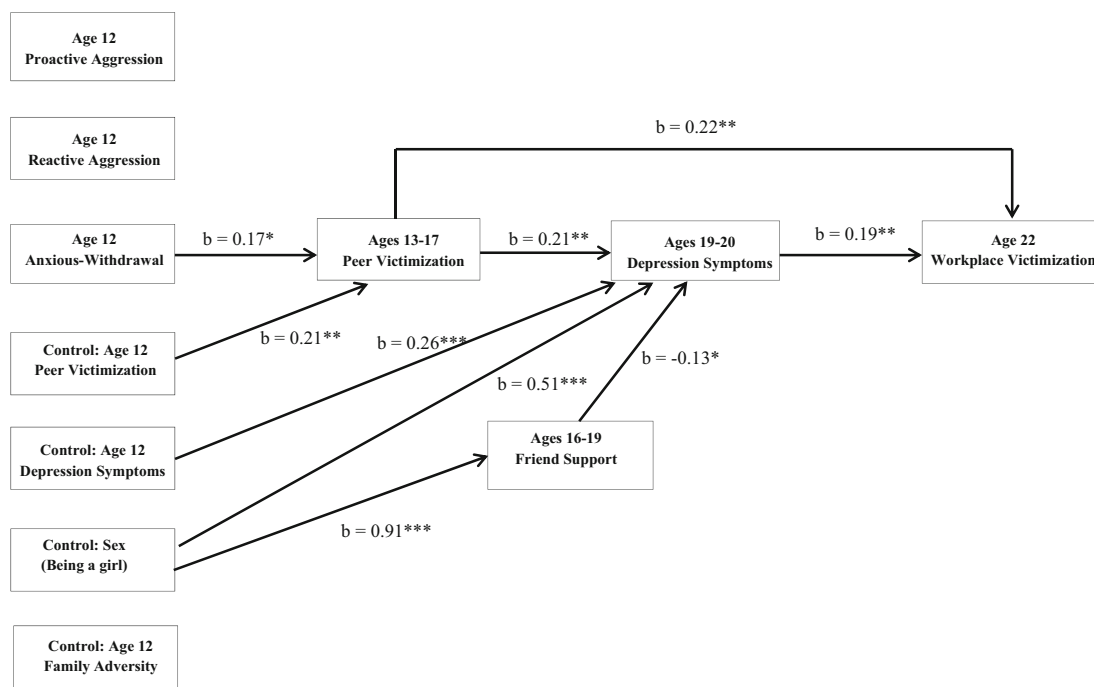 Age 12
Proactive Aggression
Age 12
Reactive Aggression
b = 0.22**
Age 12
Anxious-Withdrawal
b = 0.17*
Ages 13-17
Peer Victimization
b = 0.21**
Ages 19-20
Depression Symptoms
b = 0.19**
Age 22
Workplace Victimization
Control: Age 12
Peer Victimization
b = 0.21**
b = 0.26***
b = -0.13*
b = 0.51***
Control: Age 12
Depression Symptoms
Ages 16-19
Friend Support
b = 0.91***
Control: Sex
(Being a girl)
Control: Age 12
Family Adversity